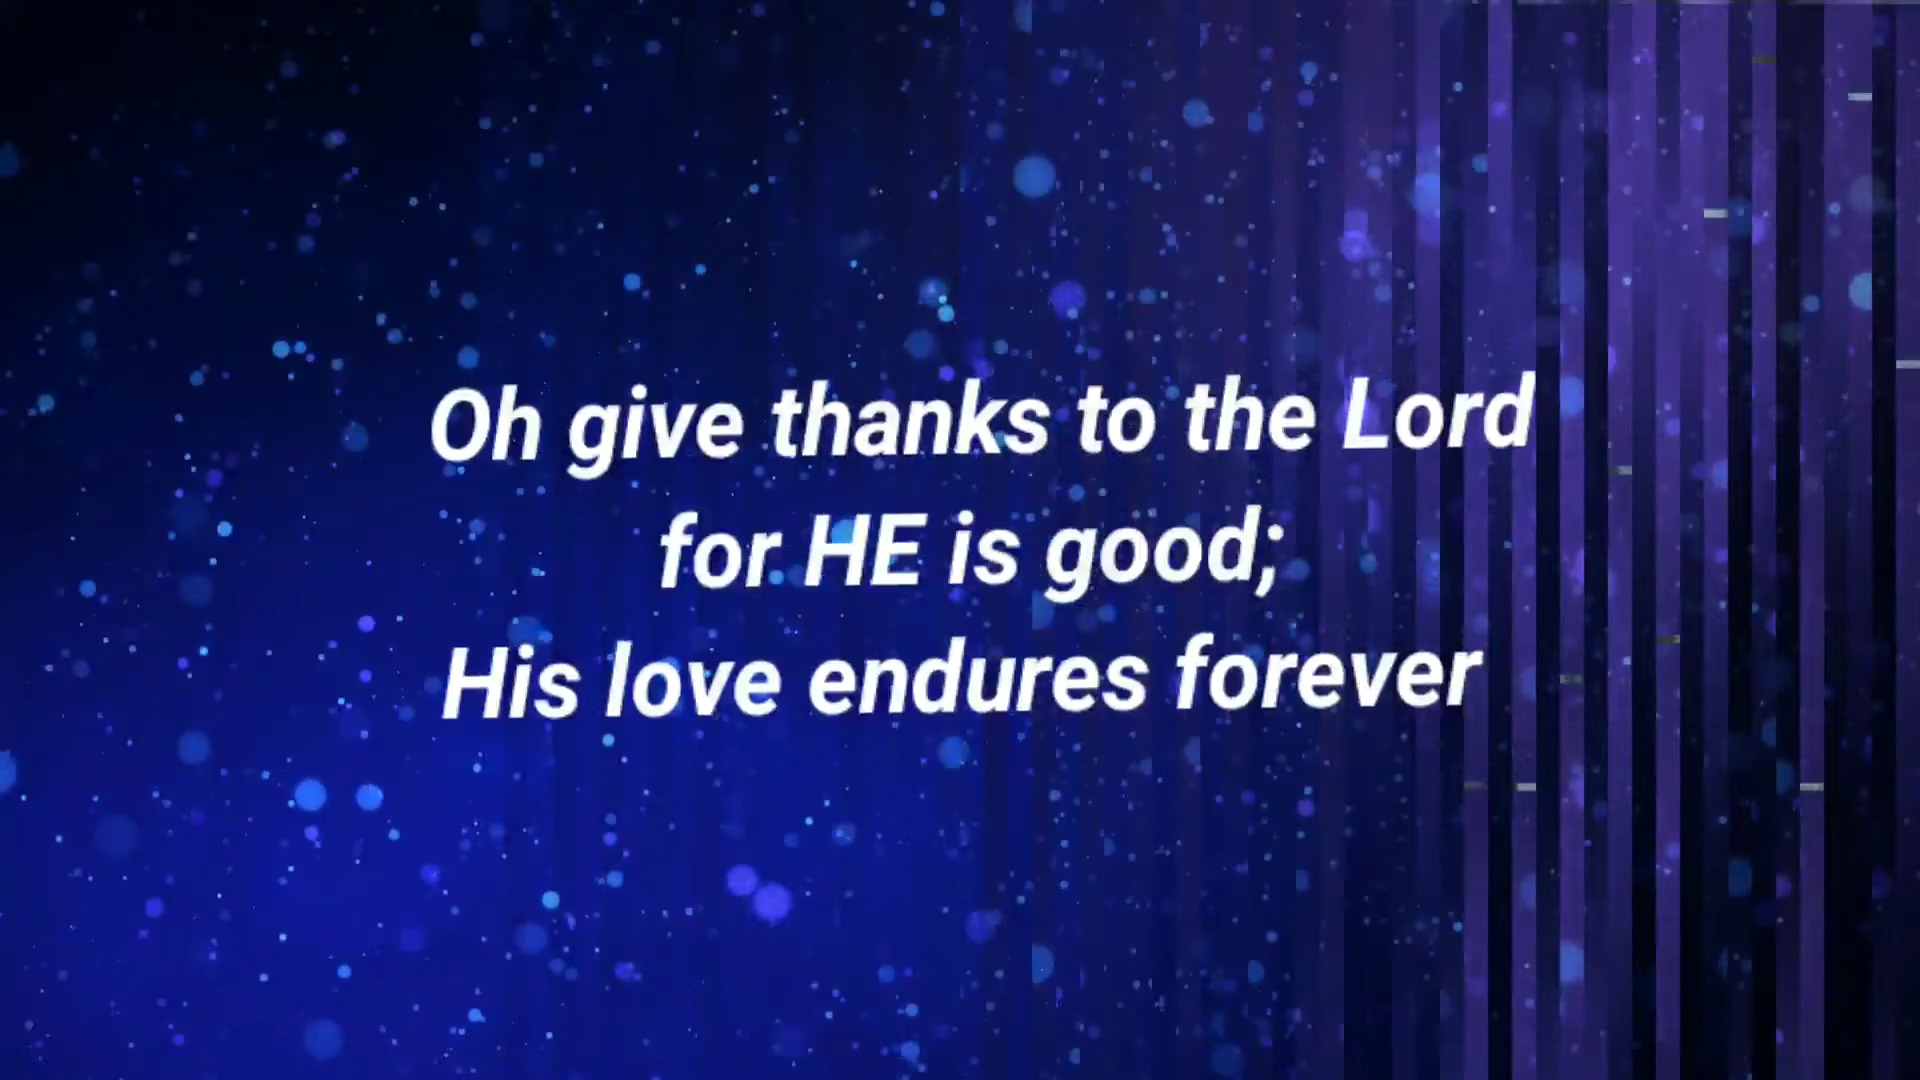 Oh give thanks to the Lord
for HE is good;
His love endures forever